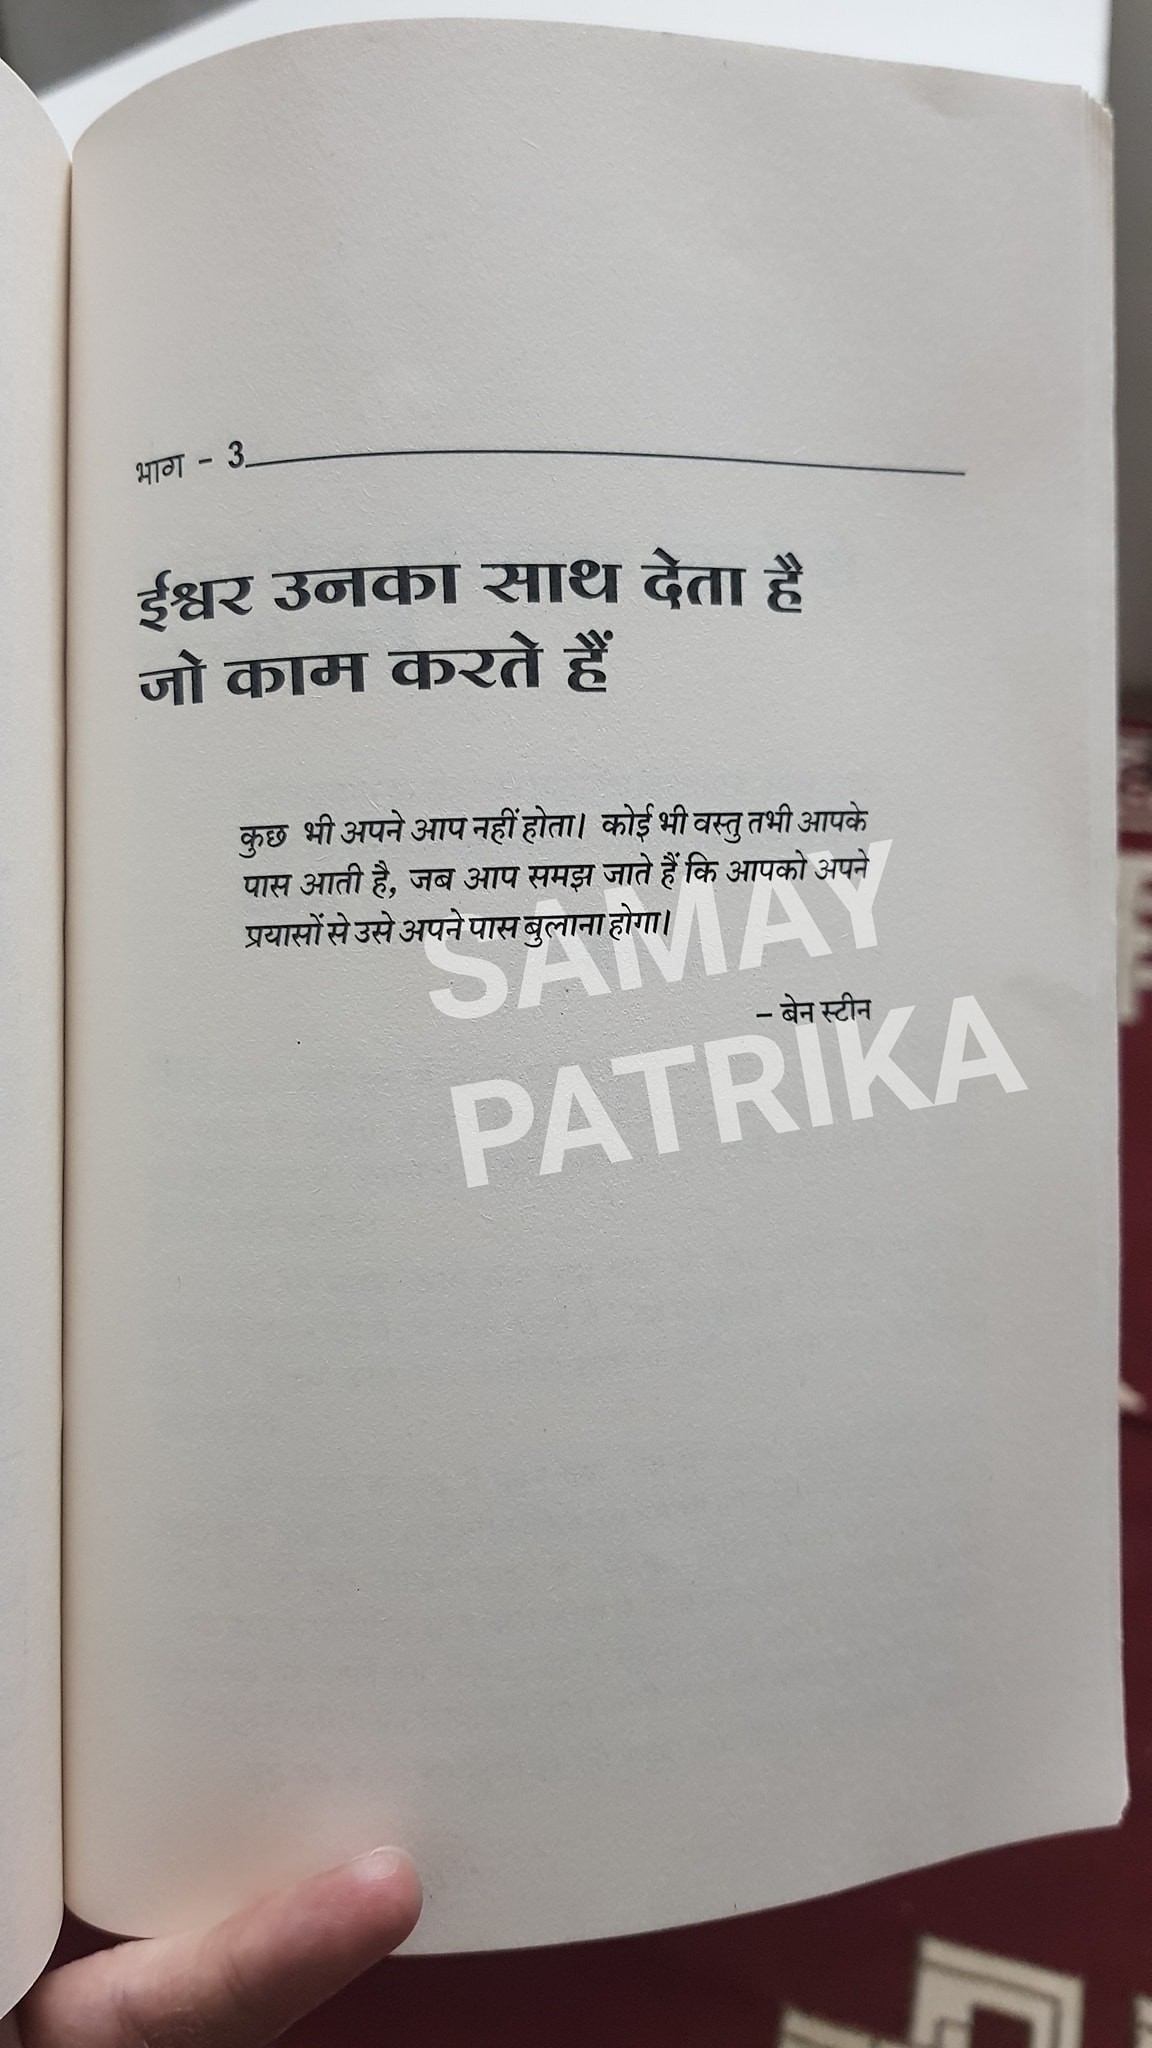 भाग - 3
ईश्वर उनका साथ देता है
जो काम करते हैं
कुछ भी अपने आप नहीं होता। कोई भी वस्तु तभी आपके
पास आती है, जब आप समझ जाते हैं कि आपको अपने
प्रयासों से उसे अपने पास बुलाना होगा।
– बेन स्टीन
SAMAY
PATRIKA